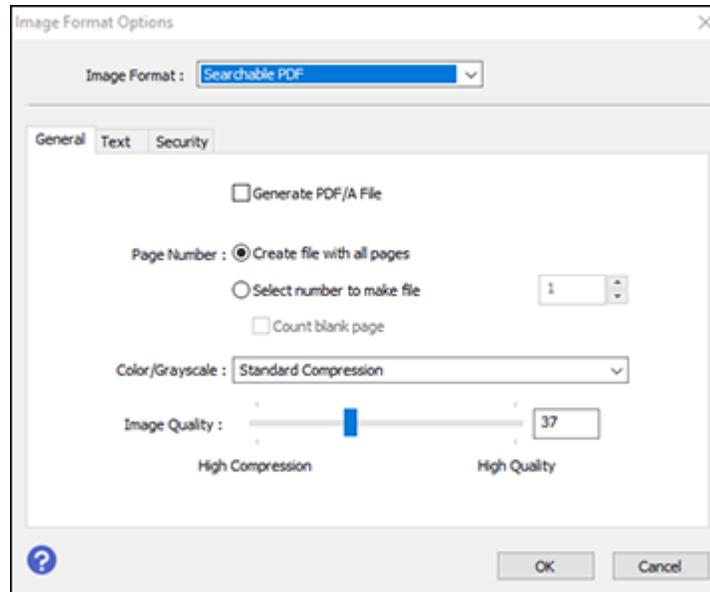 Image Format Options
Image Format : Searchable PDF
General Text Security
Generate PDF/A File
Page Number : Create file with all pages
Select number to make file 1
Count blank page
Color/Grayscale : Standard Compression
Image Quality : 37
High Compression High Quality
? OK Cancel